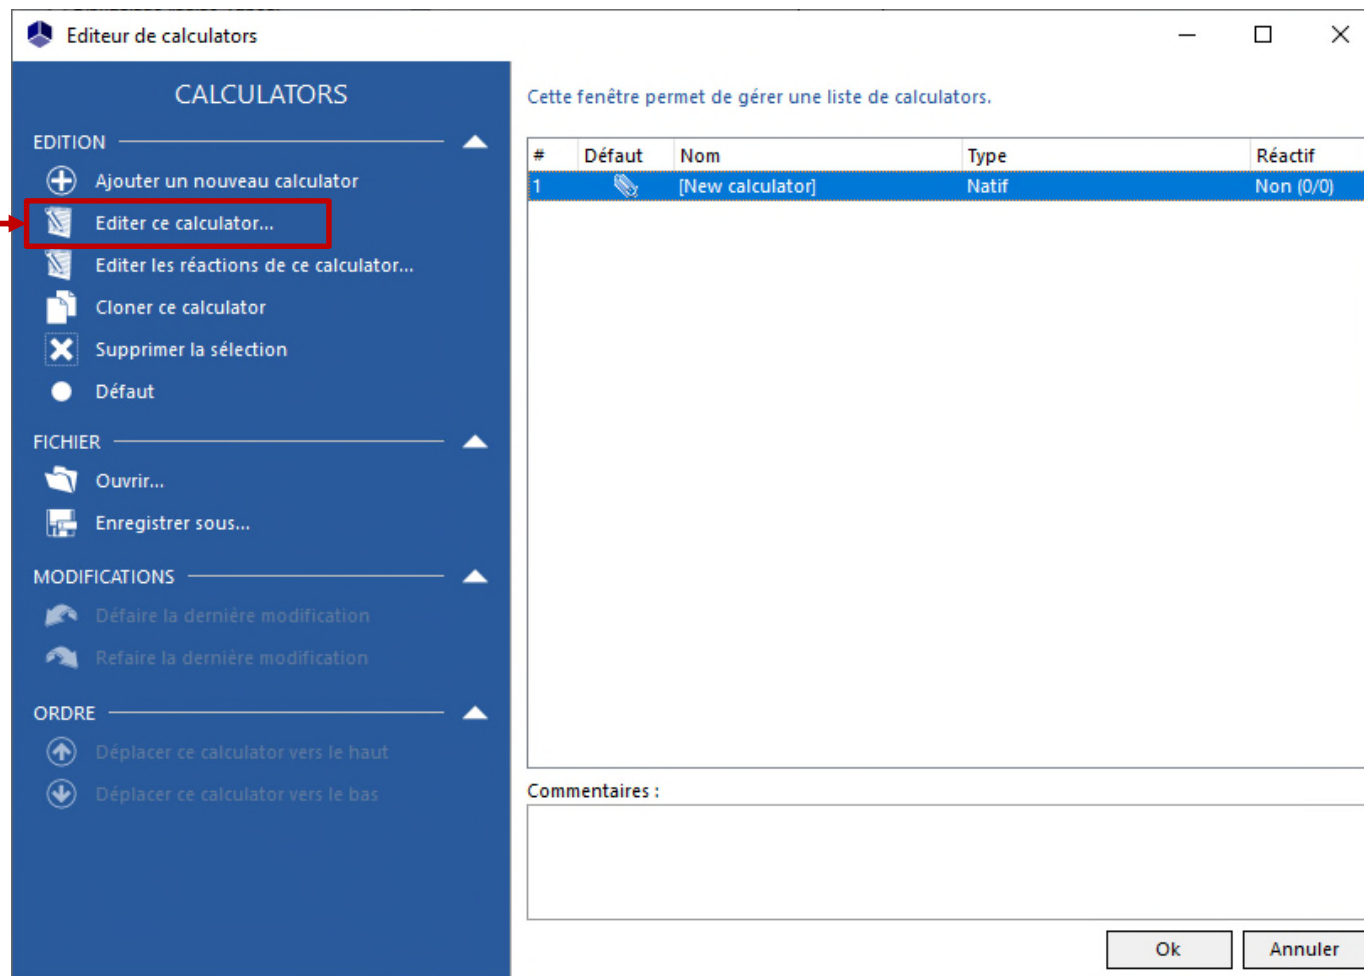 Editeur de calculators
CALCULATORS
EDITION
Ajouter un nouveau calculator
Editer ce calculator...
Editer les réactions de ce calculator...
Cloner ce calculator
Supprimer la sélection
Défaut
FICHIER
Ouvrir...
Enregistrer sous...
MODIFICATIONS
Défaire la dernière modification
Refaire la dernière modification
ORDRE
Déplacer ce calculator vers le haut
Déplacer ce calculator vers le bas
Cette fenêtre permet de gérer une liste de calculators.
# Défaut Nom Type Réactif
1 [New calculator] Natif Non (0/0)
Commentaires :
Ok Annuler